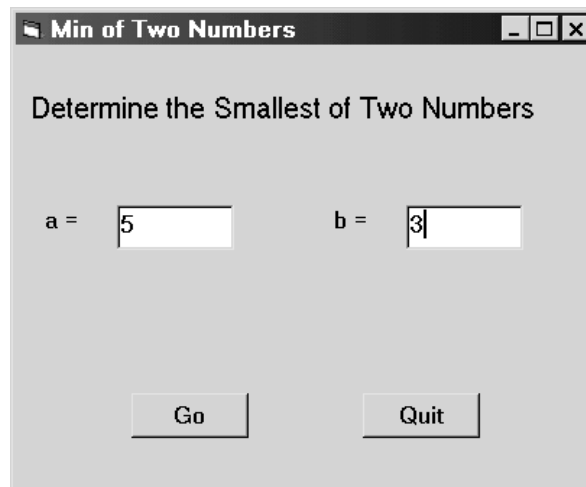 Min of Two Numbers
Determine the Smallest of Two Numbers
a = 5 b = 3
Go Quit